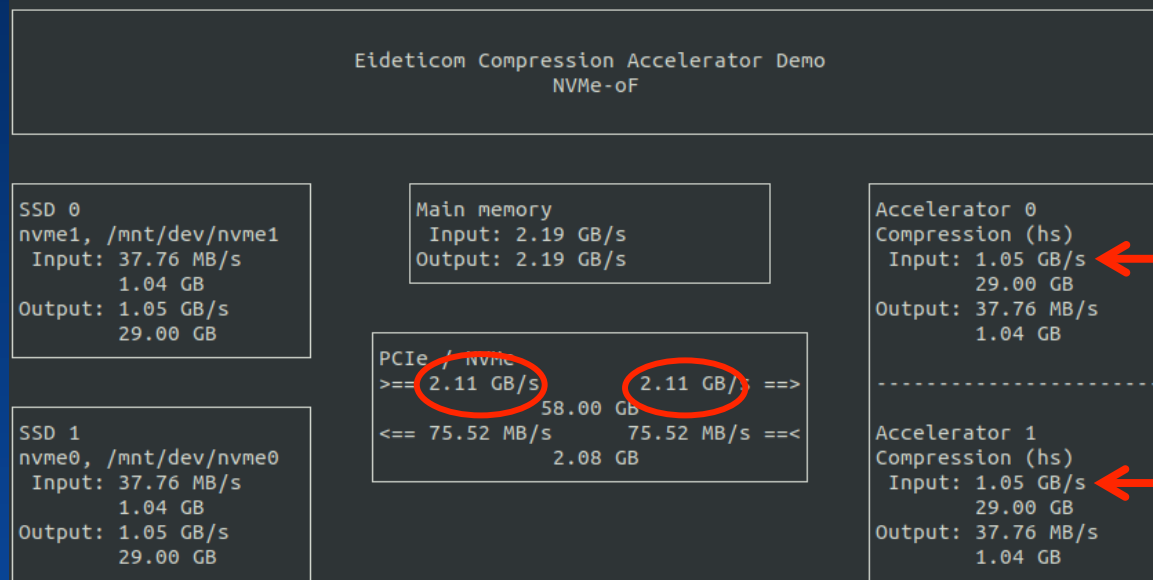 Eideticom Compression Accelerator Demo
NVMe-oF
SSD 0
nvme1, /mnt/dev/nvme1
Input: 37.76 MB/s
1.04 GB
Output: 1.05 GB/s
29.00 GB
SSD 1
nvme0, /mnt/dev/nvme0
Input: 37.76 MB/s
1.04 GB
Output: 1.05 GB/s
29.00 GB
Main memory
Input: 2.19 GB/s
Output: 2.19 GB/s
PCIe / NVMe
>== 2.11 GB/s 2.11 GB/s ==>
58.00 GB
<== 75.52 MB/s 75.52 MB/s ==<
2.08 GB
Accelerator 0
Compression (hs)
Input: 1.05 GB/s
29.00 GB
Output: 37.76 MB/s
1.04 GB
-----------------------
Accelerator 1
Compression (hs)
Input: 1.05 GB/s
29.00 GB
Output: 37.76 MB/s
1.04 GB